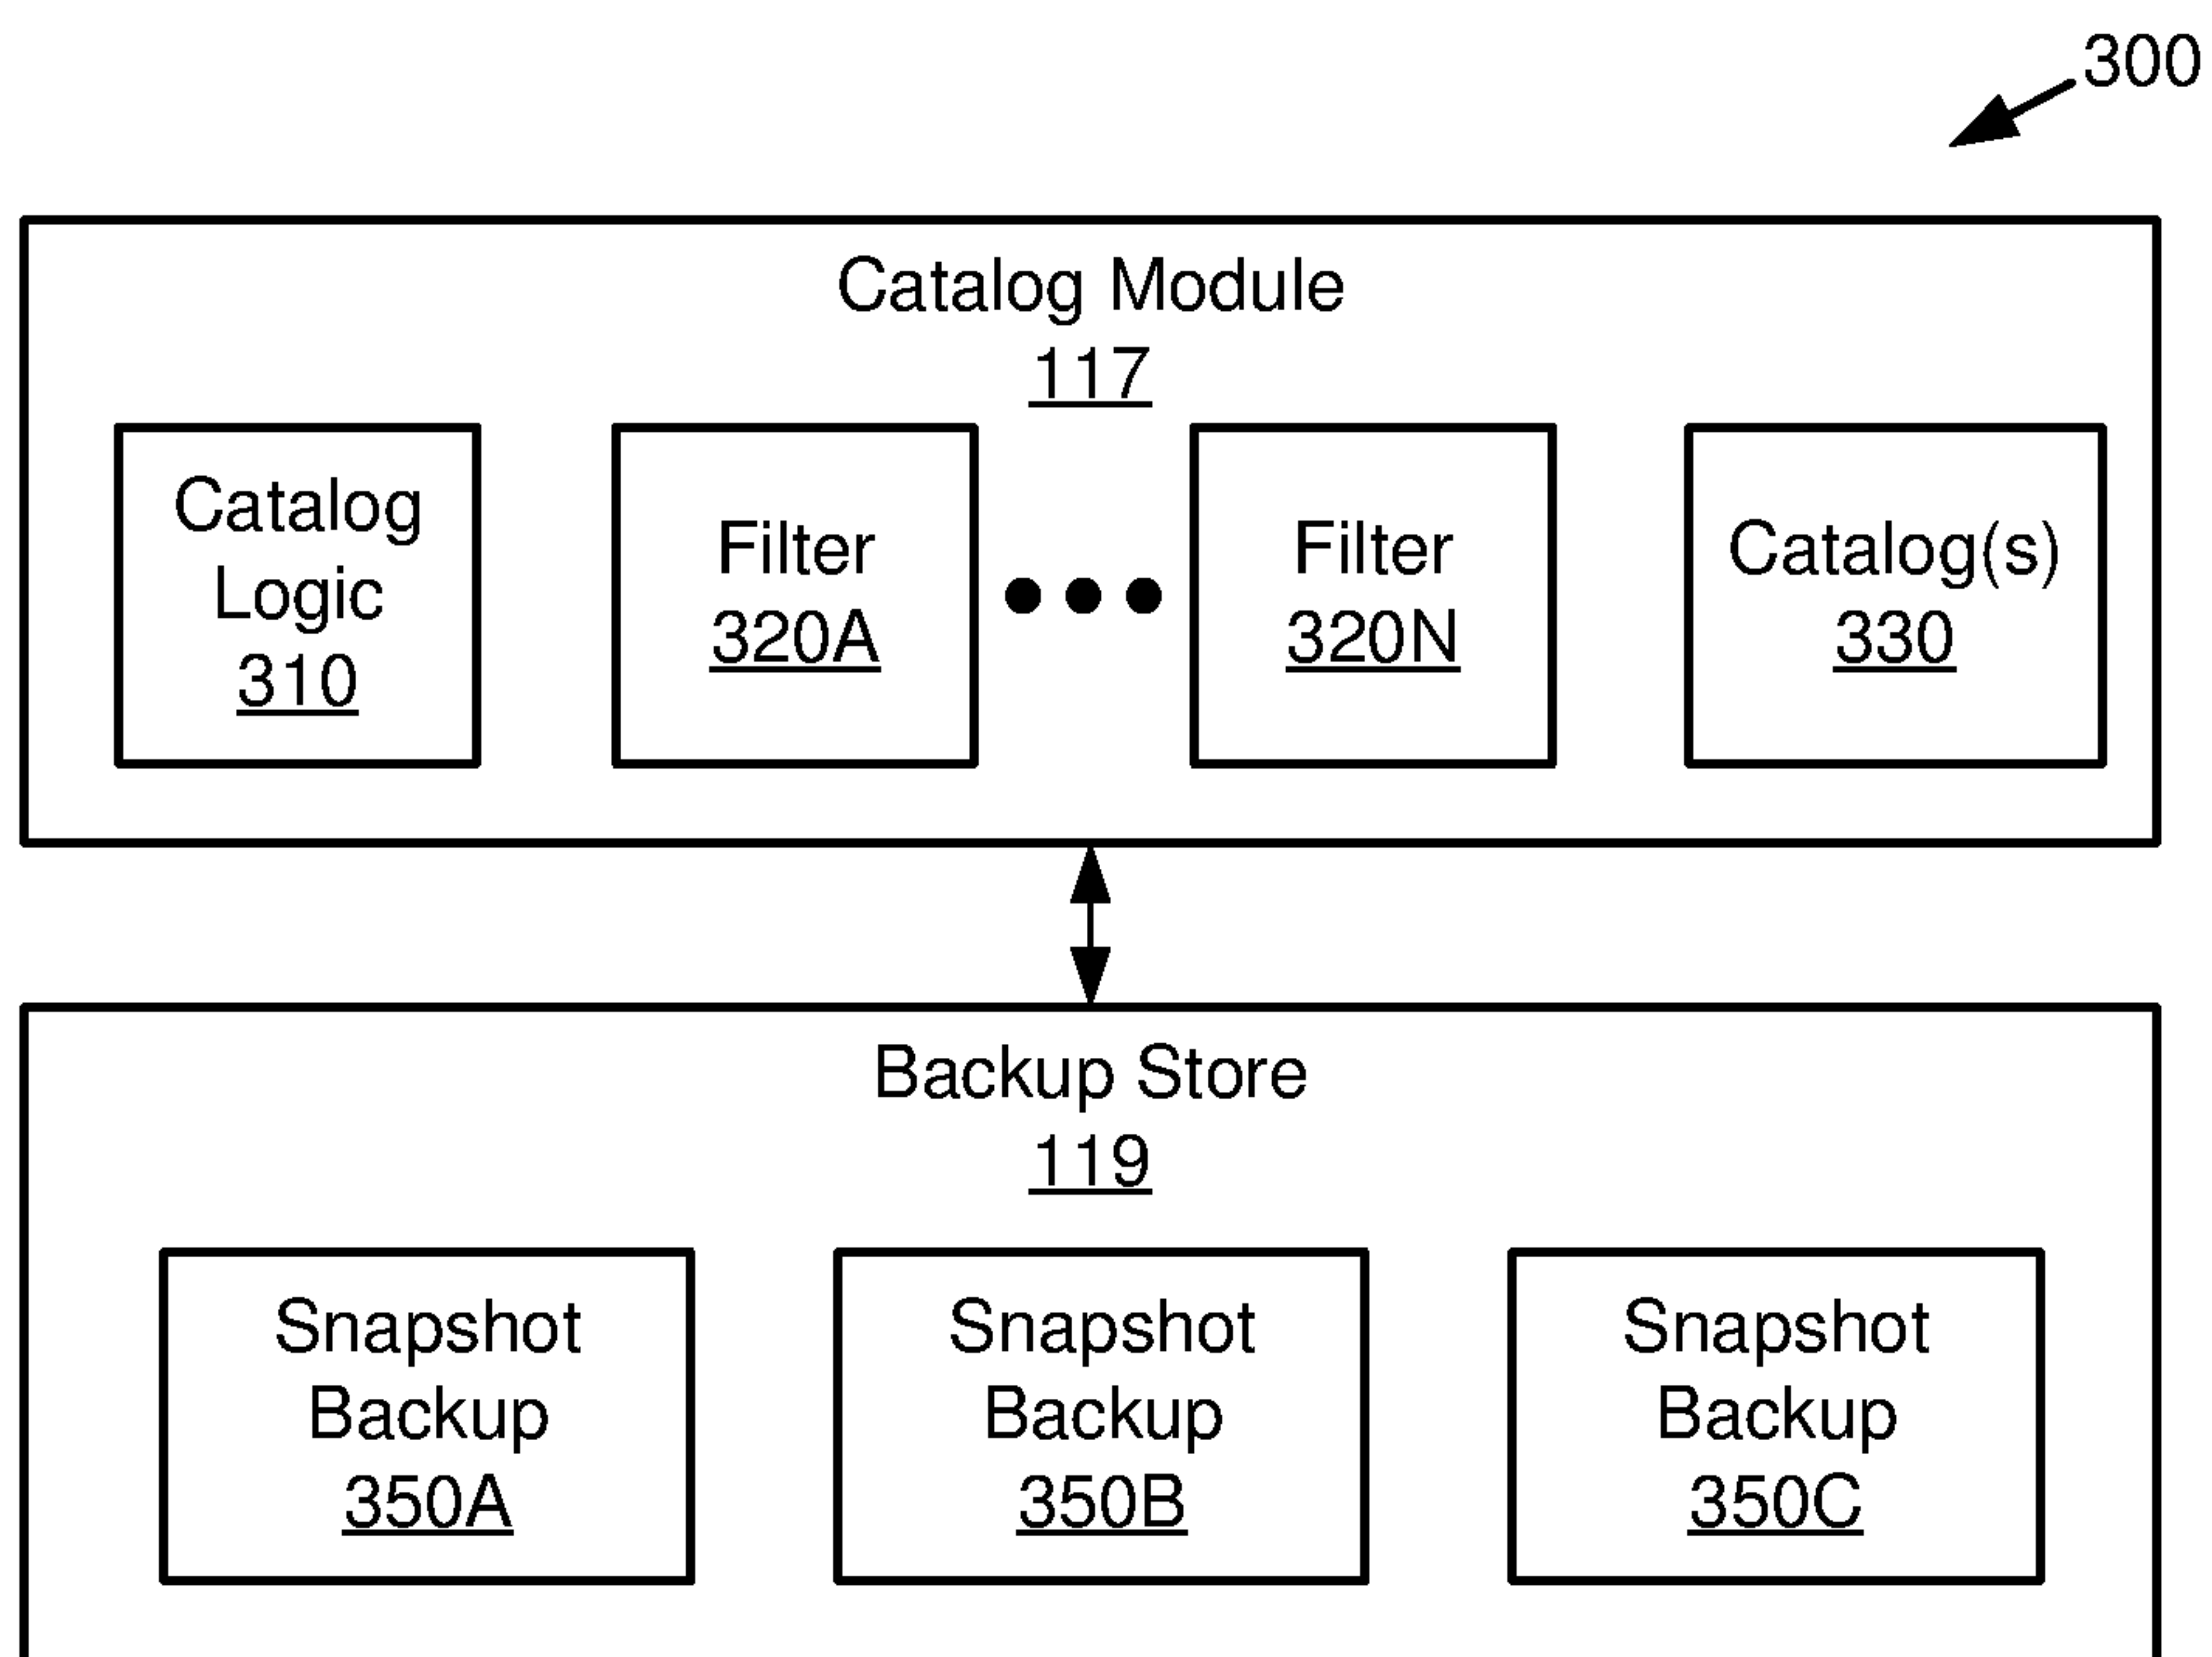 300
Catalog Module
117
Catalog
Logic
310
Filter
320A
Filter
320N
Catalog(s)
330
Backup Store
119
Snapshot
Backup
350A
Snapshot
Backup
350B
Snapshot
Backup
350C